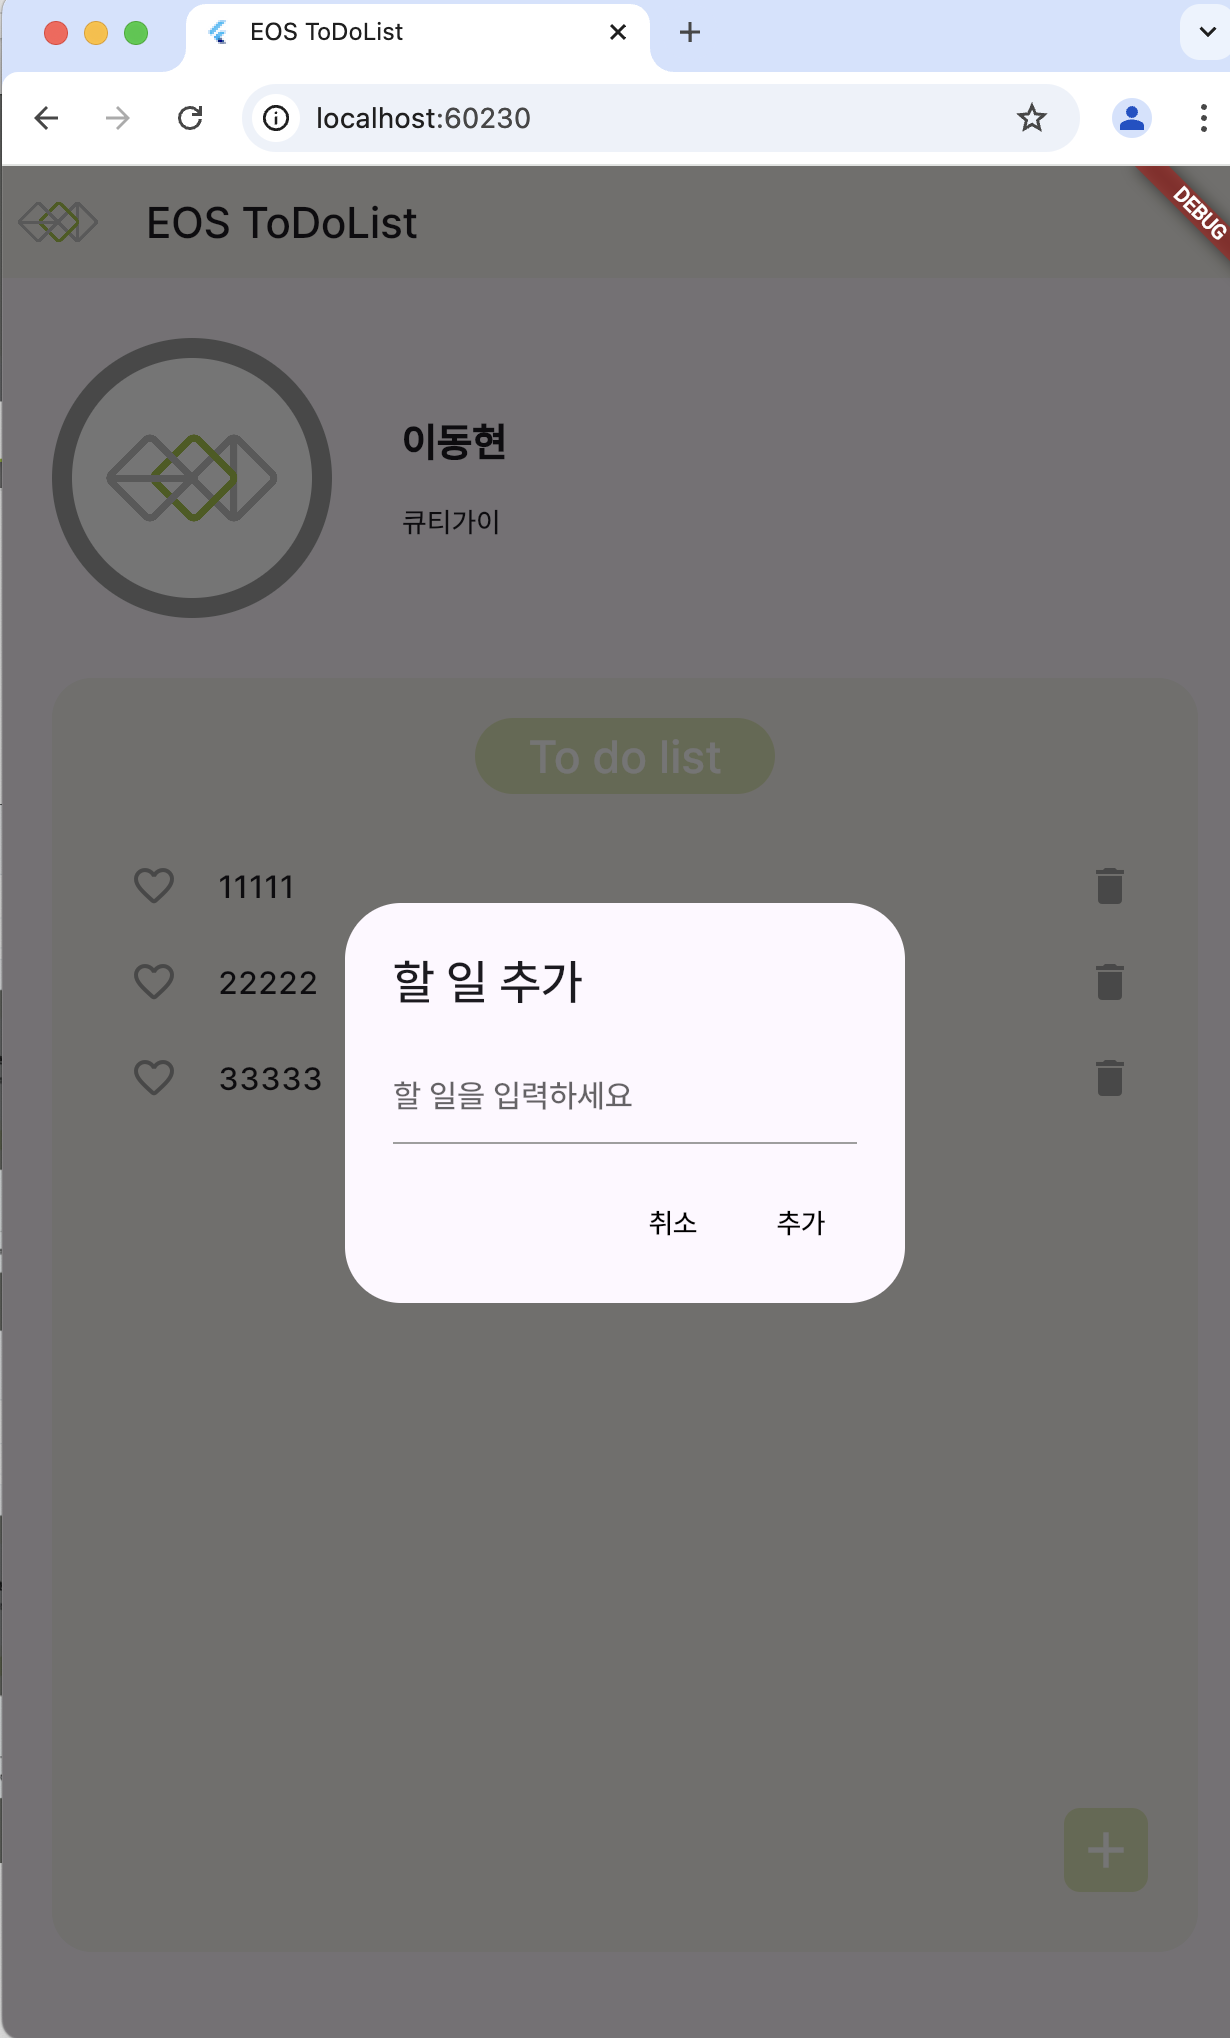 EOS ToDoList
localhost:60230
EOS ToDoList
DEBUG
이동현
큐티가이
To do list
11111
22222
33333
할 일 추가
할 일을 입력하세요
취소 추가